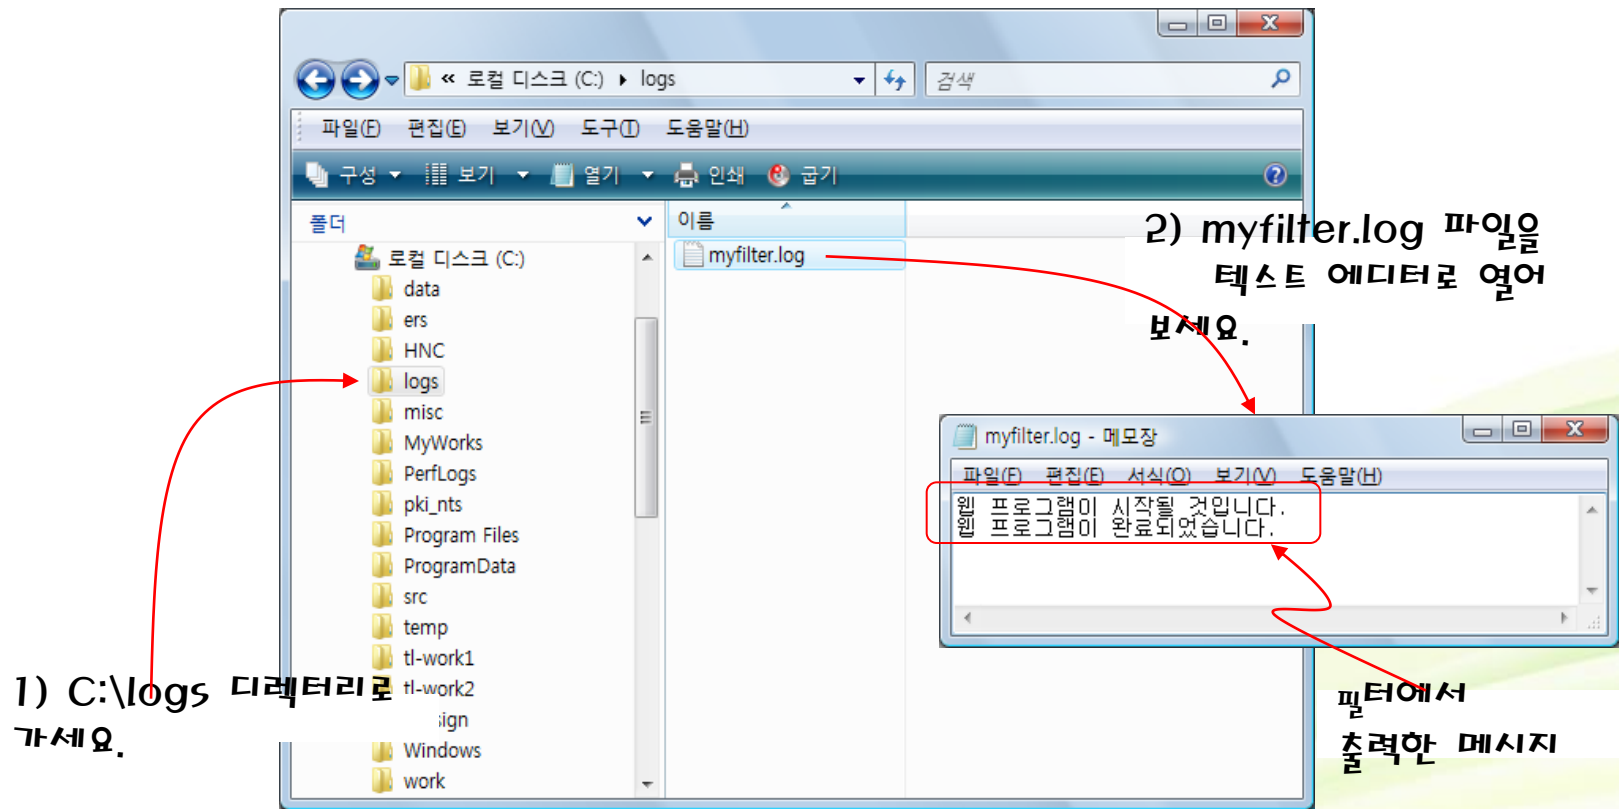 « 로컬 디스크 (C:) ▸ logs
검색
파일(F) 편집(E) 보기(V) 도구(T) 도움말(H)
구성 보기 열기 인쇄 굽기
폴더
이름
로컬 디스크 (C:)
data
ers
HNC
logs
misc
MyWorks
PerfLogs
pki_nts
Program Files
ProgramData
src
temp
tl-work1
tl-work2
sign
Windows
work
myfilter.log
2) myfilter.log 파일을
텍스트 에디터로 열어
보세요.
myfilter.log - 메모장
파일(F) 편집(E) 서식(O) 보기(V) 도움말(H)
웹 프로그램이 시작될 것입니다.
웹 프로그램이 완료되었습니다.
1) C:\logs 디렉터리로
가세요.
필터에서
출력한 메시지